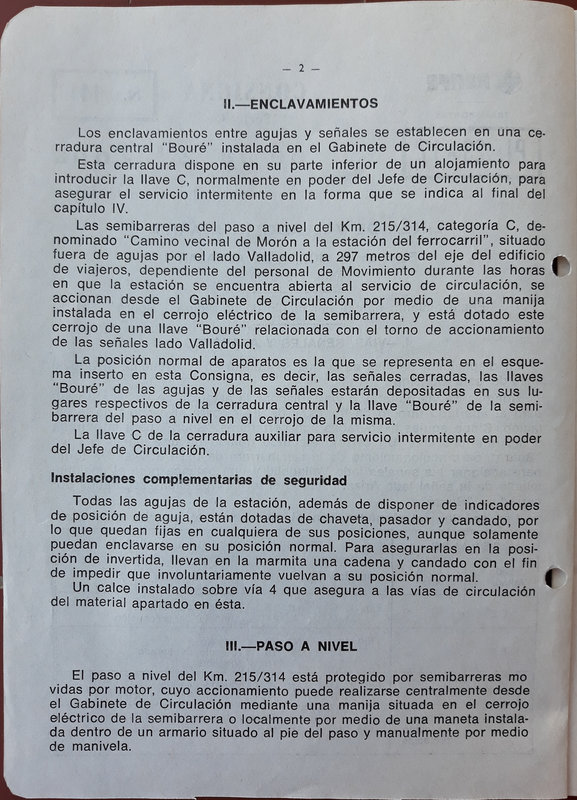 — 2 —
II.—ENCLAVAMIENTOS
Los enclavamientos entre agujas y señales se establecen en una ce-
rradura central "Bouré" instalada en el Gabinete de Circulación.
Esta cerradura dispone en su parte inferior de un alojamiento para
introducir la llave C, normalmente en poder del Jefe de Circulación, para
asegurar el servicio intermitente en la forma que se indica al final del
capítulo IV.
Las semibarreras del paso a nivel del Km. 215/314, categoría C, de-
nominado "Camino vecinal de Morón a la estación del ferrocarril", situado
fuera de agujas por el lado Valladolid, a 297 metros del eje del edificio
de viajeros, dependiente del personal de Movimiento durante las horas
en que la estación se encuentra abierta al servicio de circulación, se
accionan desde el Gabinete de Circulación por medio de una manija
instalada en el cerrojo eléctrico de la semibarrera, y está dotado este
cerrojo de una llave "Bouré" relacionada con el torno de accionamiento
de las señales lado Valladolid.
La posición normal de aparatos es la que se representa en el esque-
ma inserto en esta Consigna, es decir, las señales cerradas, las llaves
"Bouré" de las agujas y de las señales estarán depositadas en sus lu-
gares respectivos de la cerradura central y la llave "Bouré" de la semi-
barrera del paso a nivel en el cerrojo de la misma.
La llave C de la cerradura auxiliar para servicio intermitente en poder
del Jefe de Circulación.
Instalaciones complementarias de seguridad
Todas las agujas de la estación, además de disponer de indicadores
de posición de aguja, están dotadas de chaveta, pasador y candado, por
lo que quedan fijas en cualquiera de sus posiciones, aunque solamente
puedan enclavarse en su posición normal. Para asegurarlas en la posi-
ción de invertida, llevan en la marmita una cadena y candado con el fin
de impedir que involuntariamente vuelvan a su posición normal.
Un calce instalado sobre vía 4 que asegura a las vías de circulación
del material apartado en ésta.
III.—PASO A NIVEL
El paso a nivel del Km. 215/314 está protegido por semibarreras mo
vidas por motor, cuyo accionamiento puede realizarse centralmente desde
el Gabinete de Circulación mediante una manija situada en el cerrojo
eléctrico de la semibarrera o localmente por medio de una maneta instala-
da dentro de un armario situado al pie del paso y manualmente por medio
de manivela.